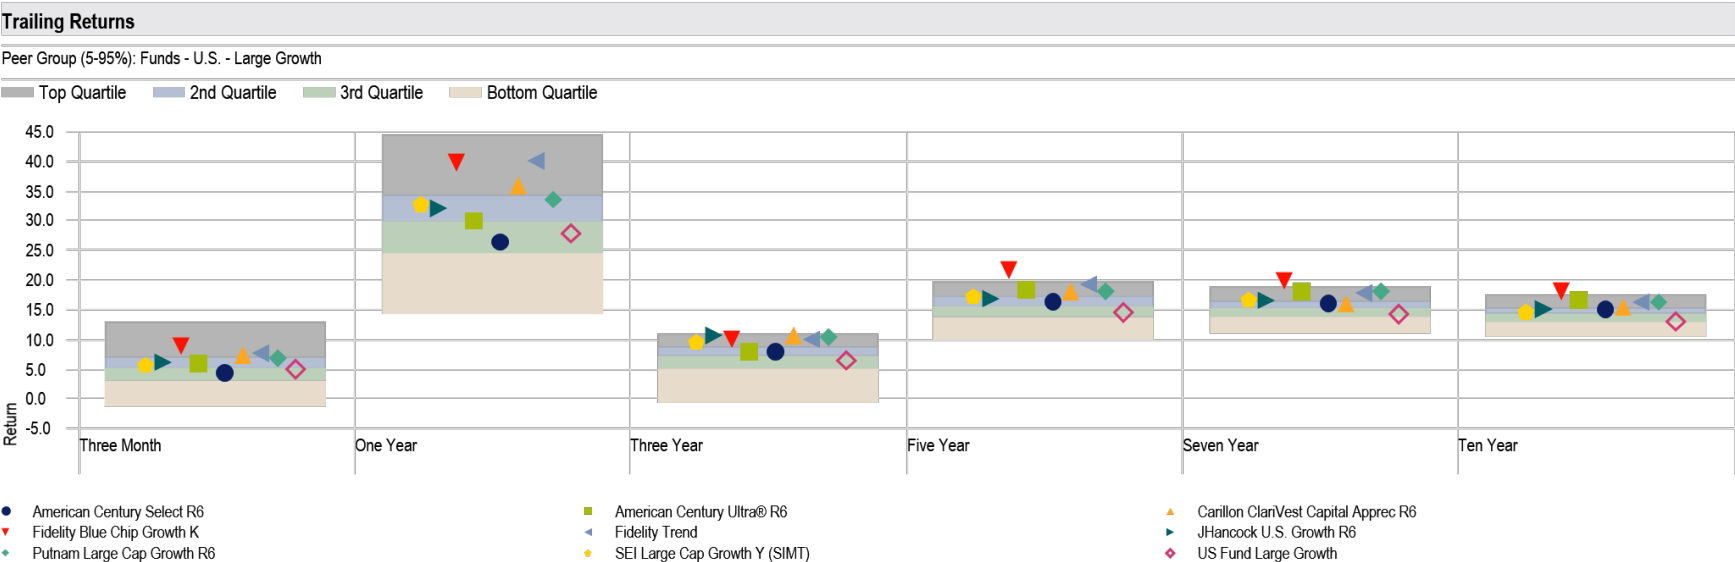 Trailing Returns
Peer Group (5-95%): Funds - U.S. - Large Growth
Top Quartile 2nd Quartile 3rd Quartile Bottom Quartile
45.0
40.0
35.0
30.0
25.0
20.0
15.0
10.0
5.0
0.0
-5.0
Return
Three Month One Year Three Year Five Year Seven Year Ten Year
American Century Select R6 American Century Ultra® R6 Carillon ClariVest Capital Apprec R6
Fidelity Blue Chip Growth K Fidelity Trend JHancock U.S. Growth R6
Putnam Large Cap Growth R6 SEI Large Cap Growth Y (SIMT) US Fund Large Growth